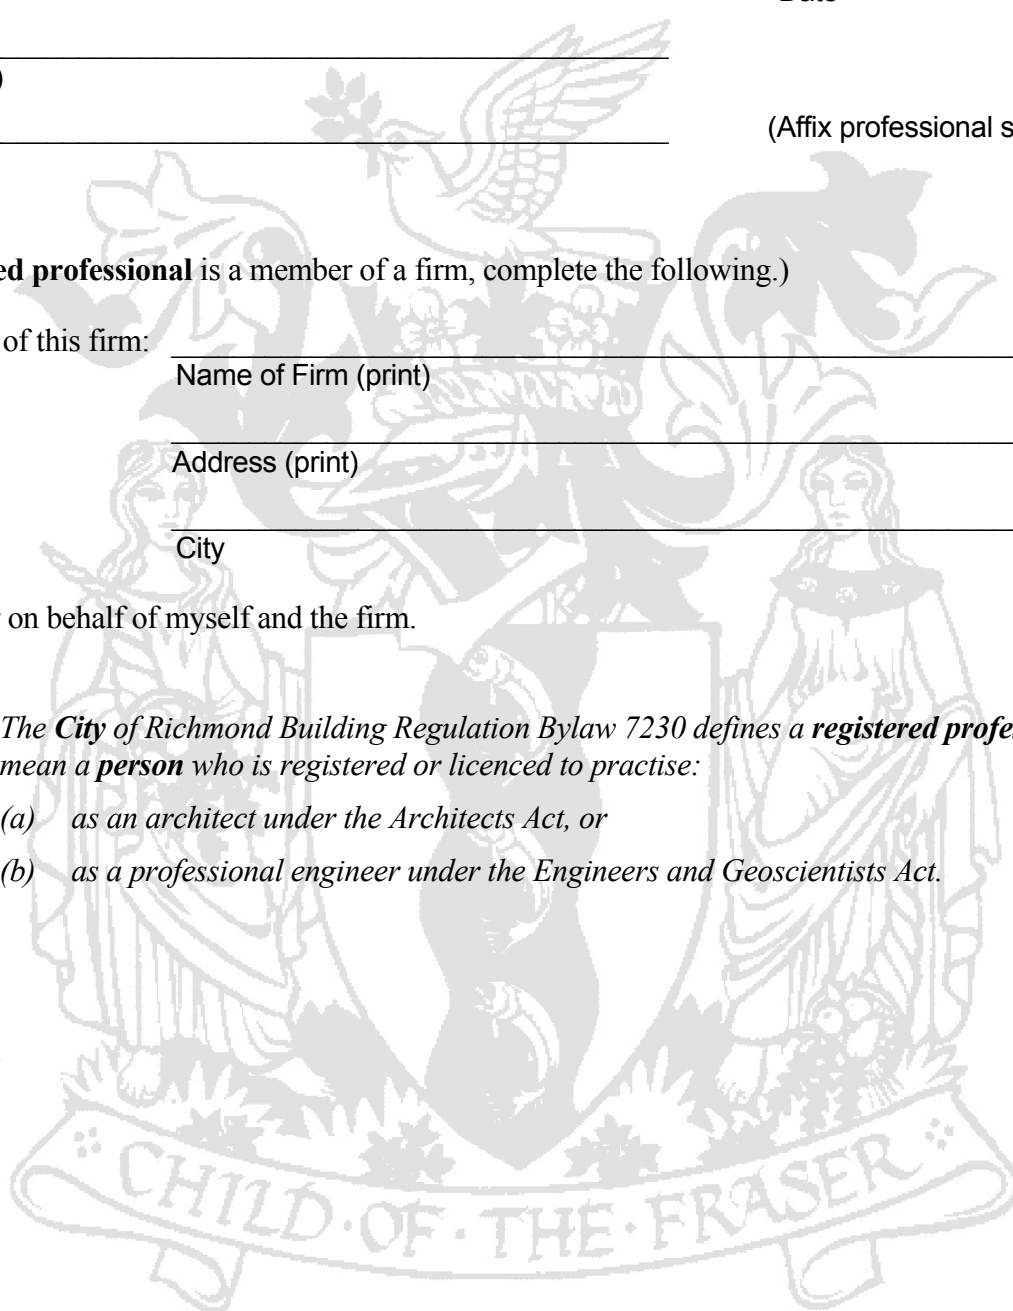 )
(Affix professional s
ed professional is a member of a firm, complete the following.)
of this firm:
Name of Firm (print)
Address (print)
City
on behalf of myself and the firm.
The City of Richmond Building Regulation Bylaw 7230 defines a registered profes
mean a person who is registered or licenced to practise:
(a) as an architect under the Architects Act, or
(b) as a professional engineer under the Engineers and Geoscientists Act.
CHILD·OF·THE·FRASER